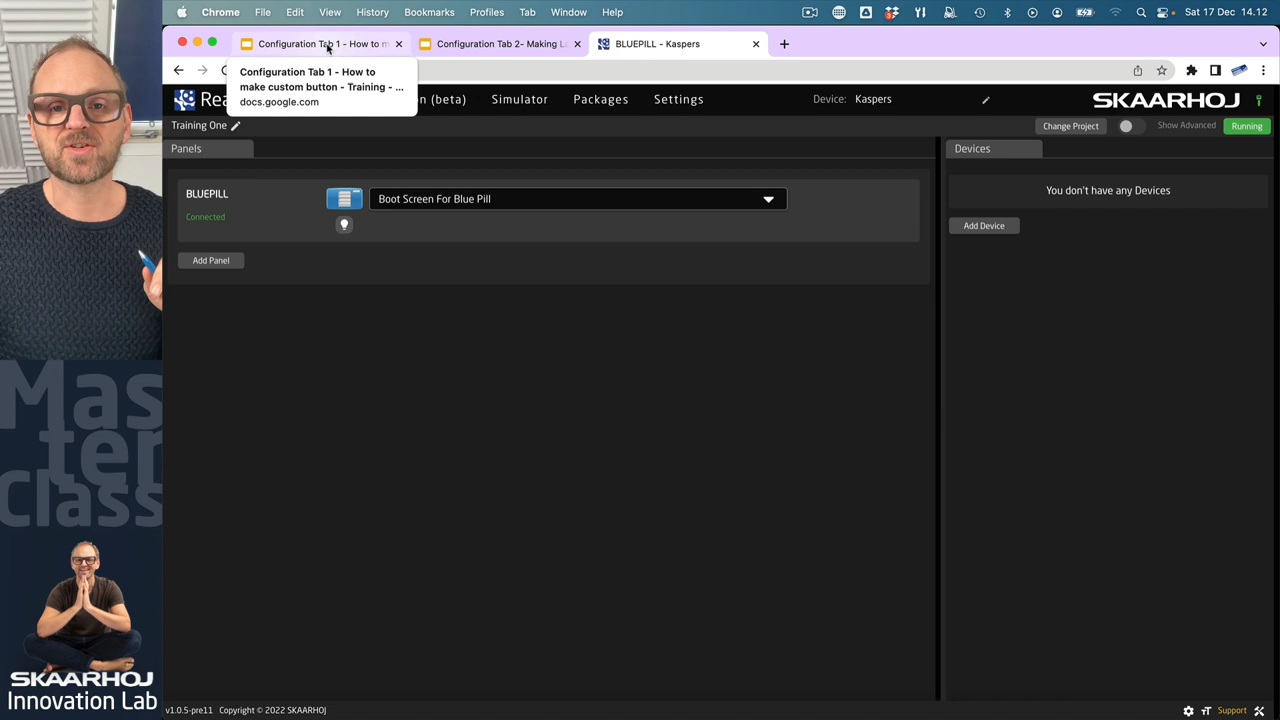 Chrome File Edit View History Bookmarks Profiles Tab Window Help
Sat 17 Dec 14.12
Configuration Tab 1 - How to m
Configuration Tab 2- Making La
BLUEPILL - Kaspers
Configuration Tab 1 - How to
make custom button - Training - ...
docs.google.com
Rea
n (beta) Simulator Packages Settings
Device: Kaspers
SKAARHOJ
Training One
Change Project
Show Advanced
Running
Panels
Devices
BLUEPILL
Connected
Boot Screen For Blue Pill
Add Panel
You don't have any Devices
Add Device
Mas
ter
Class
SKAARHOJ
Innovation Lab
v1.0.5-pre11 Copyright © 2022 SKAARHOJ
Support